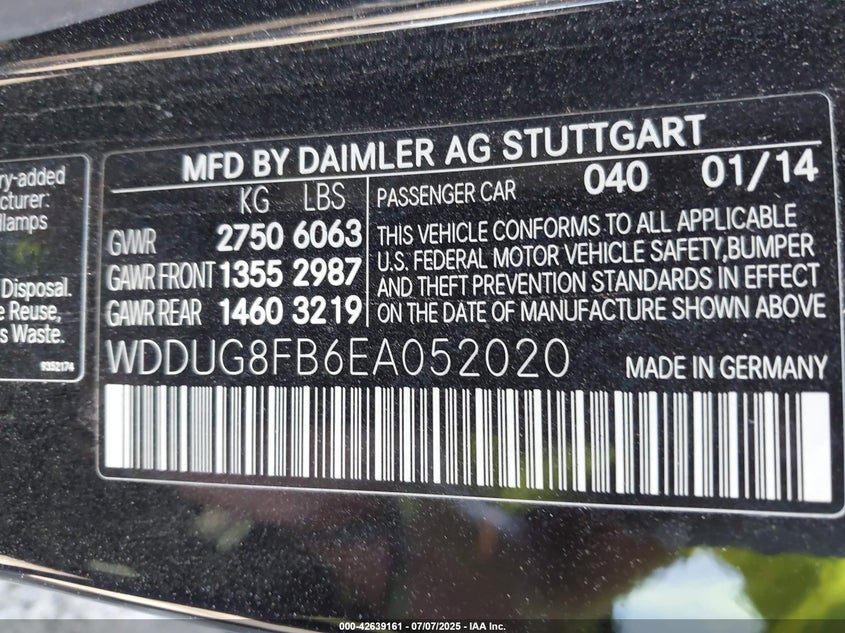 ry-added
cturer:
dlamps
Disposal.
e Reuse,
s Waste.
9352174
MFD BY DAIMLER AG STUTTGART
KG LBS
GVWR 2750 6063
GAWR FRONT 1355 2987
GAWR REAR 1460 3219
PASSENGER CAR 040 01/14
THIS VEHICLE CONFORMS TO ALL APPLICABLE
U.S. FEDERAL MOTOR VEHICLE SAFETY,BUMPER
AND THEFT PREVENTION STANDARDS IN EFFECT
ON THE DATE OF MANUFACTURE SHOWN ABOVE
WDDUG8FB6EA052020 MADE IN GERMANY
000-42639161 - 07/07/2025 - IAA Inc.